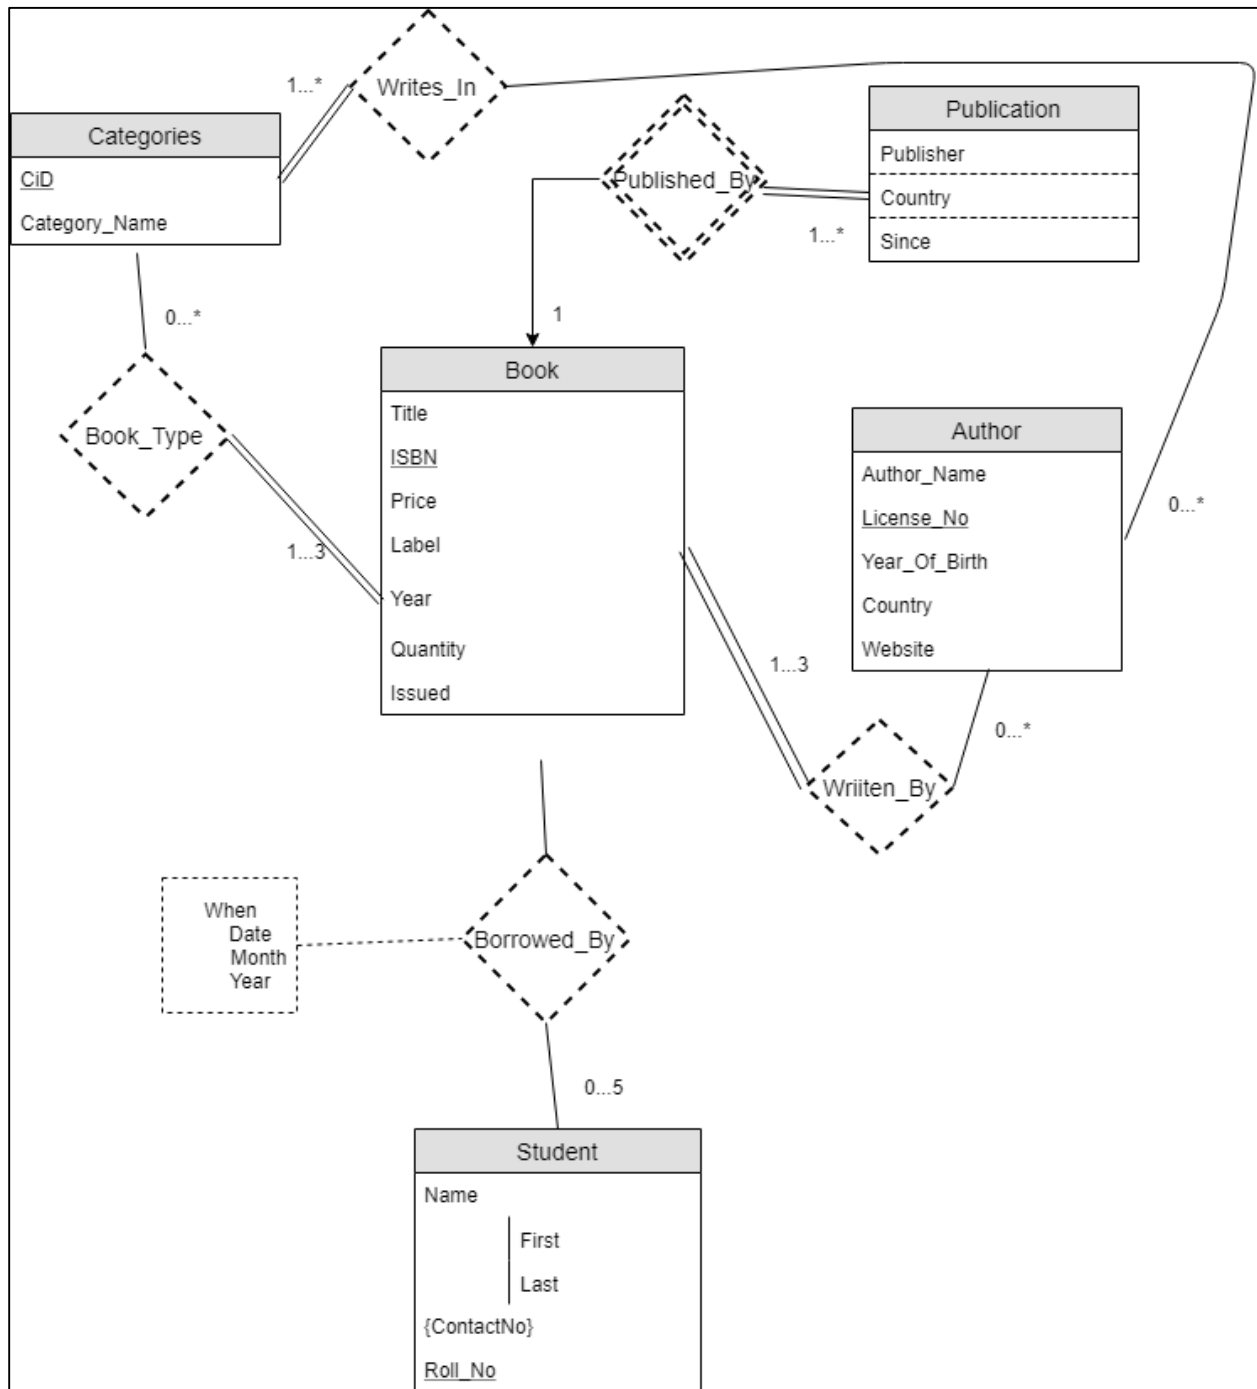 Writes_In
1...*
Categories
CiD
Category_Name
Published_By
1...*
1
Publication
Publisher
Country
Since
0...*
Book_Type
1...3
Book
Title
ISBN
Price
Label
Year
Quantity
Issued
Author
Author_Name
License_No
Year_Of_Birth
Country
Website
0...*
1...3
0...*
Wriiten_By
When
Date
Month
Year
Borrowed_By
0...5
Student
Name
First
Last
{ContactNo}
Roll_No